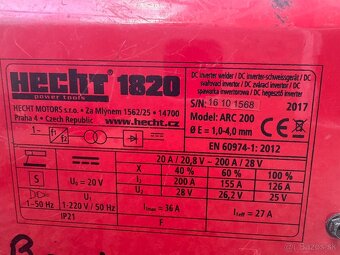 HECHT 1820
power tools
HECHT MOTORS s.r.o. • Za Mlýnem 1562/25 • 14700
Praha 4 • Czech Republic www.hecht.cz
DC inverter welder / DC inverter-schweissgerät / DC
svařovací invertor / DC zvárací invertor / DC
spawarka inwertorowa / DC hegesztő inverter
S/N: 16 10 1568 2017
Model: ARC 200
Ø E = 1,0-4,0 mm
EN 60974-1: 2012
1~
20 A / 20,8 V ~ 200 A / 28 V
X 40 % 60 % 100 %
S U₀ = 20 V I₂ 200 A 155 A 126 A
U₂ 28 V 26,2 V 25 V
1~ 50 Hz U₁ 1~220 V / 50 Hz Imax = 36 A I1eff = 27 A
IP21 F